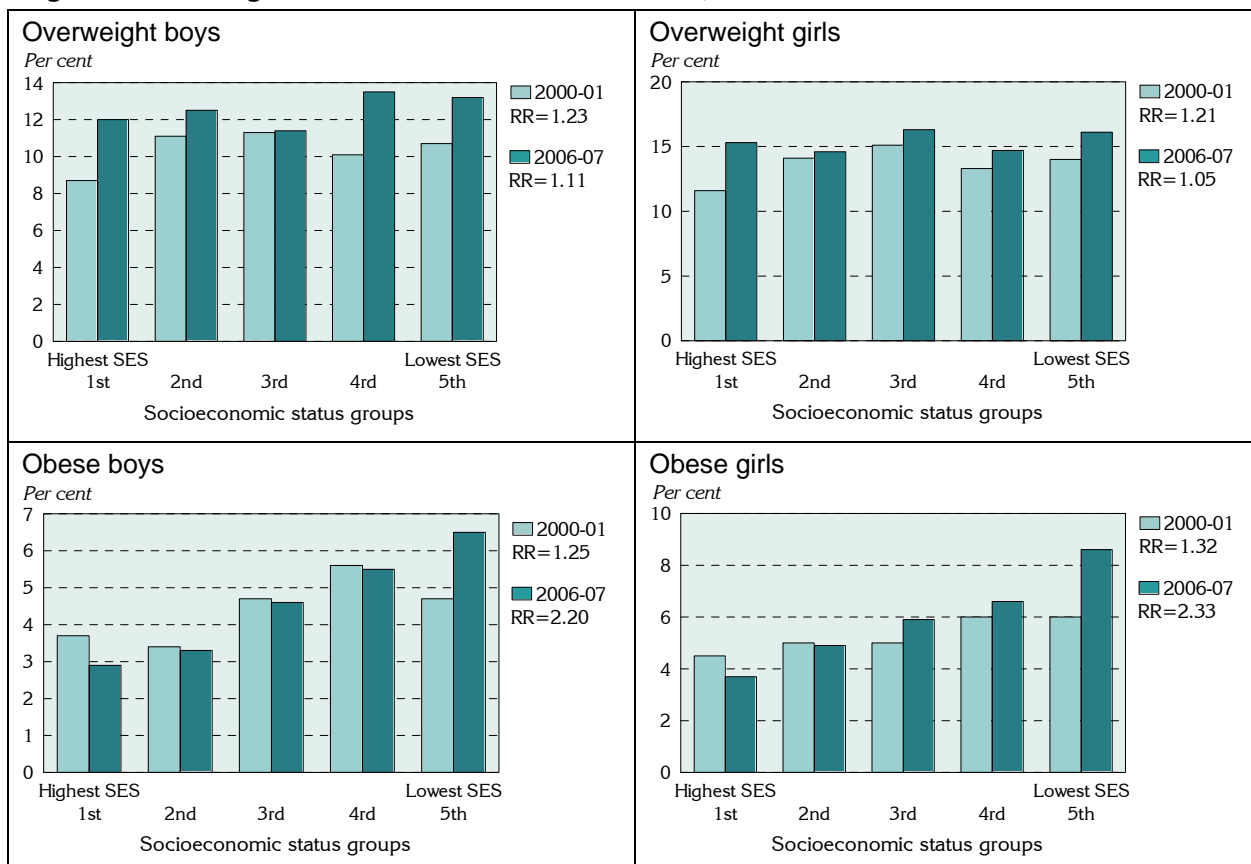 Overweight boys
Per cent
14
12
10
8
6
4
2
0
2000-01
RR=1.23
2006-07
RR=1.11
Highest SES
Lowest SES
1st 2nd 3rd 4rd 5th
Socioeconomic status groups
Overweight girls
Per cent
20
15
10
5
0
2000-01
RR=1.21
2006-07
RR=1.05
Highest SES
Lowest SES
1st 2nd 3rd 4rd 5th
Socioeconomic status groups
Obese boys
Per cent
7
6
5
4
3
2
1
0
2000-01
RR=1.25
2006-07
RR=2.20
Highest SES
Lowest SES
1st 2nd 3rd 4rd 5th
Socioeconomic status groups
Obese girls
Per cent
10
8
6
4
2
0
2000-01
RR=1.32
2006-07
RR=2.33
Highest SES
Lowest SES
1st 2nd 3rd 4rd 5th
Socioeconomic status groups